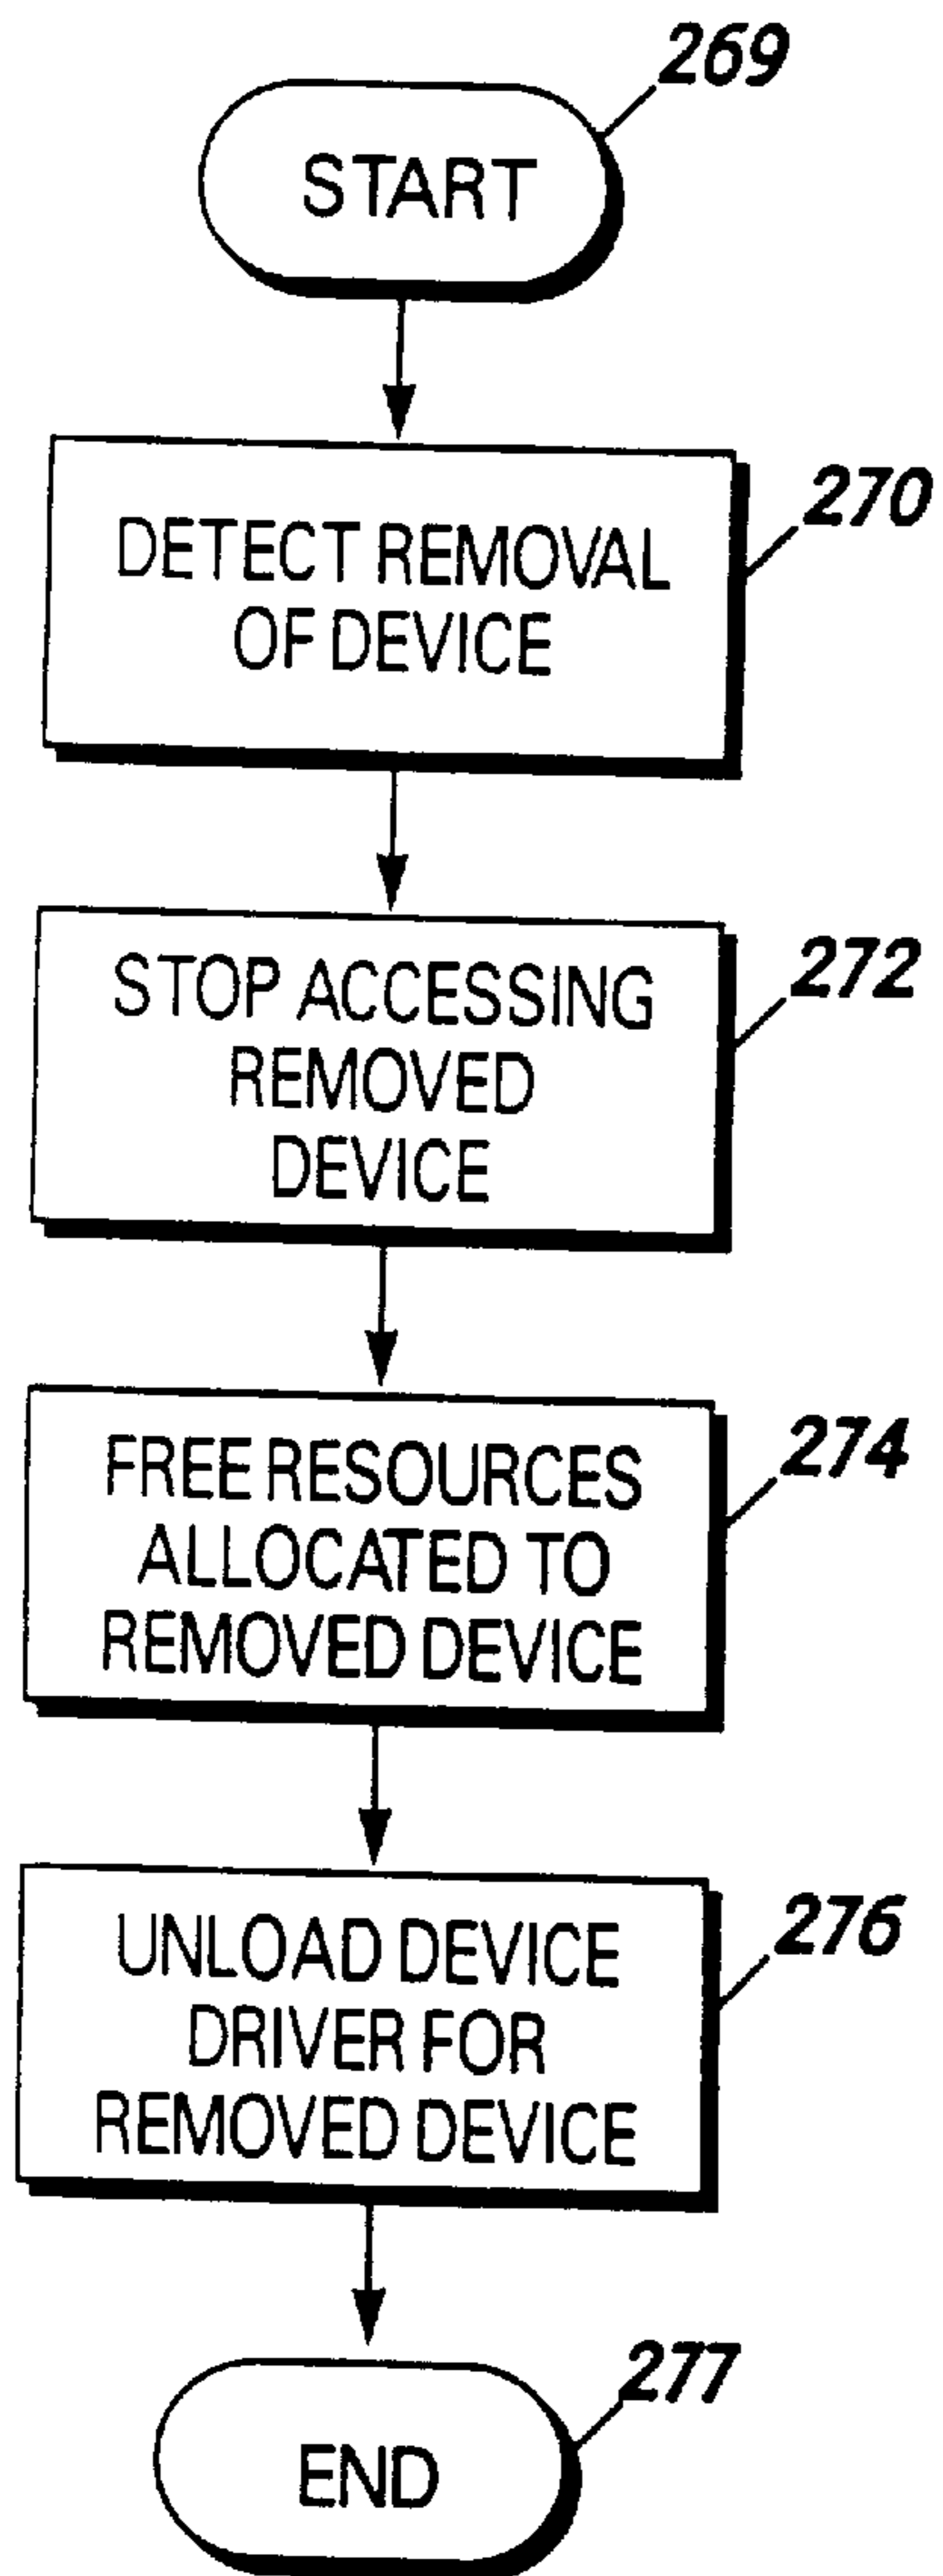 269
START
270
DETECT REMOVAL
OF DEVICE
272
STOP ACCESSING
REMOVED
DEVICE
274
FREE RESOURCES
ALLOCATED TO
REMOVED DEVICE
276
UNLOAD DEVICE
DRIVER FOR
REMOVED DEVICE
277
END